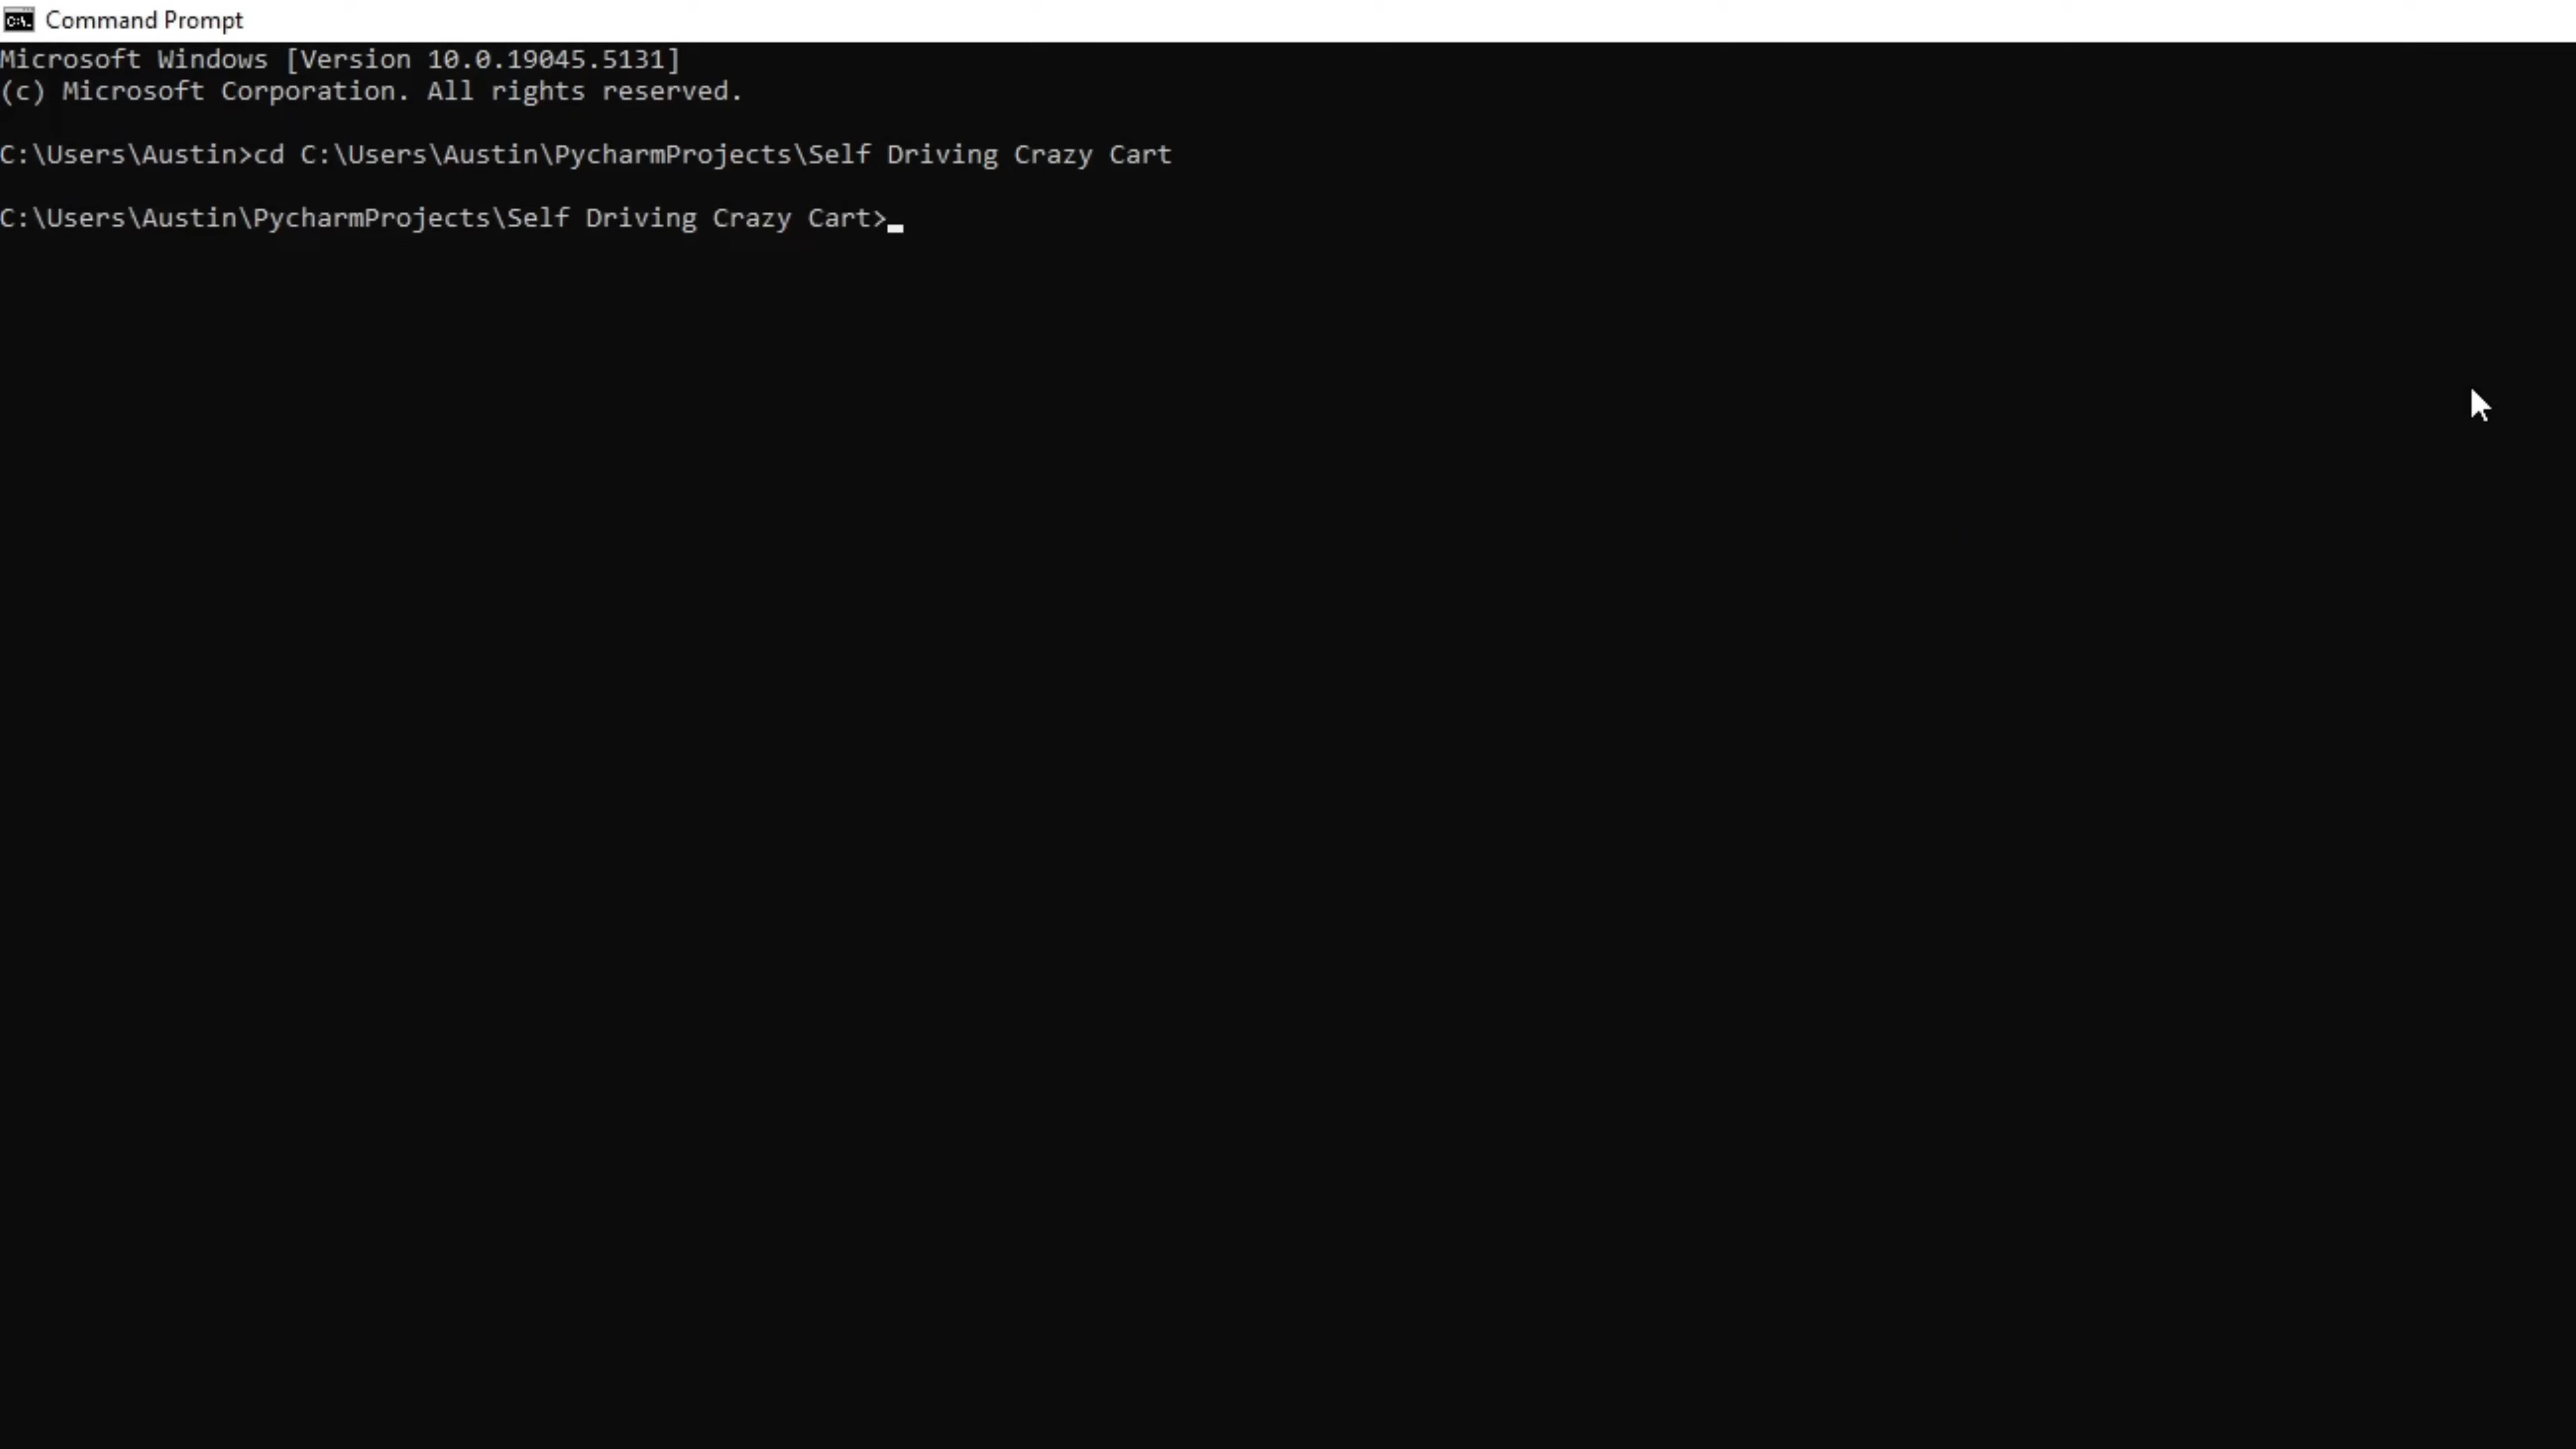 Command Prompt
Microsoft Windows [Version 10.0.19045.5131]
(c) Microsoft Corporation. All rights reserved.
C:\Users\Austin>cd C:\Users\Austin\PycharmProjects\Self Driving Crazy Cart
C:\Users\Austin\PycharmProjects\Self Driving Crazy Cart>